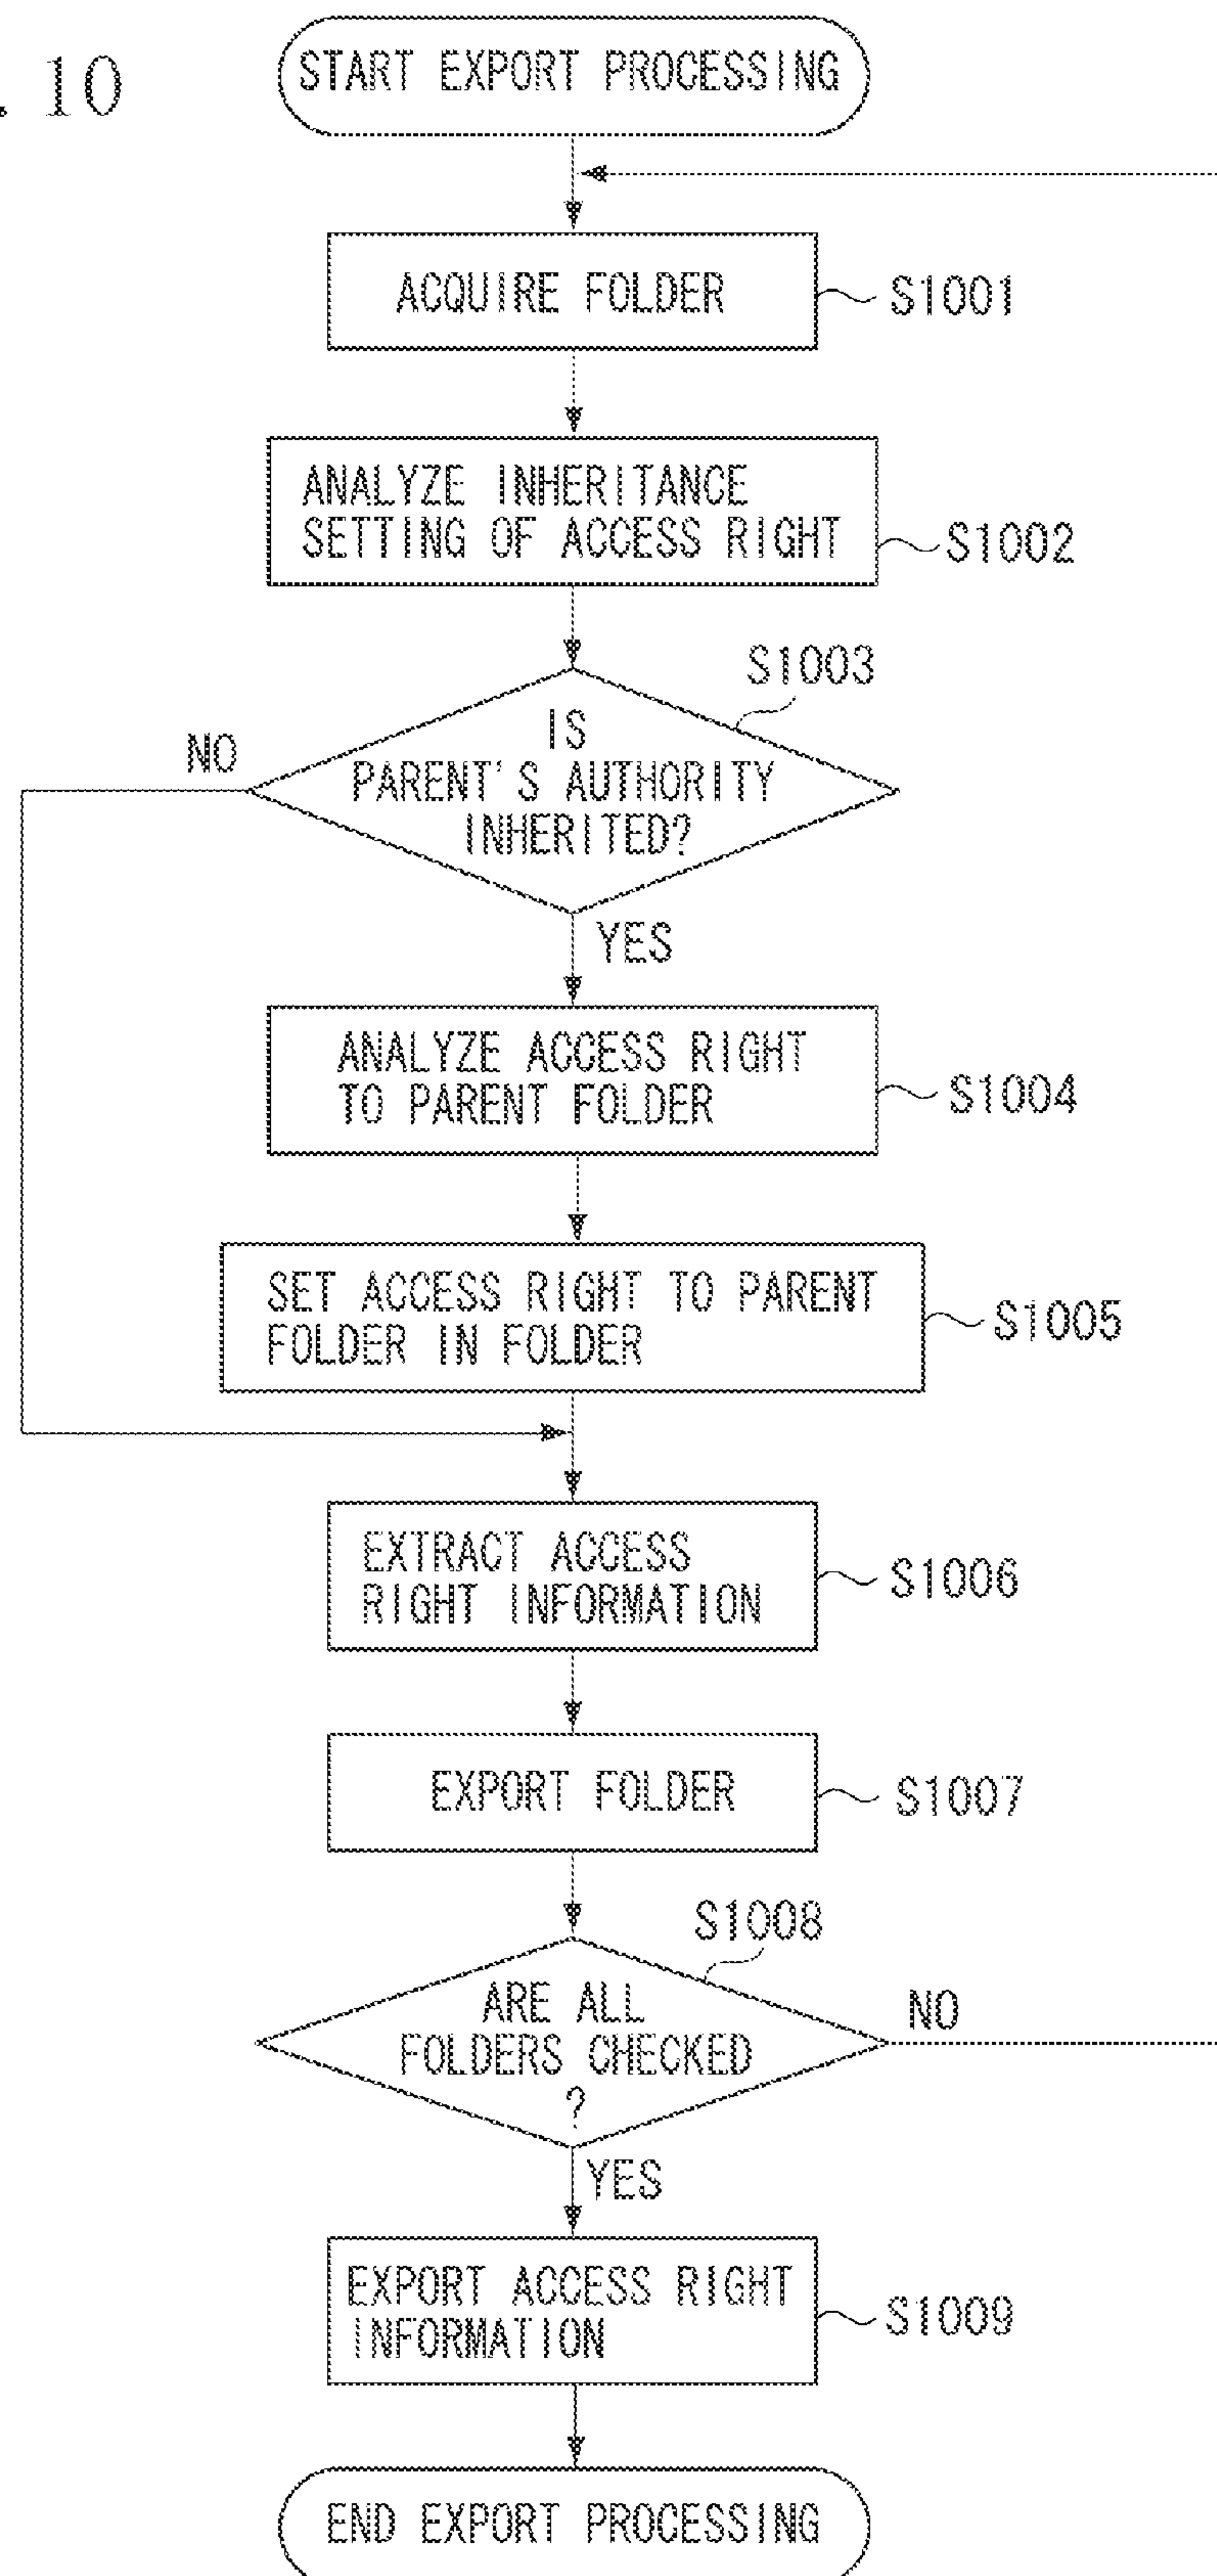 . 10
START EXPORT PROCESSING
ACQUIRE FOLDER
S1001
ANALYZE INHERITANCE
SETTING OF ACCESS RIGHT
S1002
S1003
IS
PARENT'S AUTHORITY
INHERITED?
NO
YES
ANALYZE ACCESS RIGHT
TO PARENT FOLDER
S1004
SET ACCESS RIGHT TO PARENT
FOLDER IN FOLDER
S1005
EXTRACT ACCESS
RIGHT INFORMATION
S1006
EXPORT FOLDER
S1007
S1008
ARE ALL
FOLDERS CHECKED
?
NO
YES
EXPORT ACCESS RIGHT
INFORMATION
S1009
END EXPORT PROCESSING